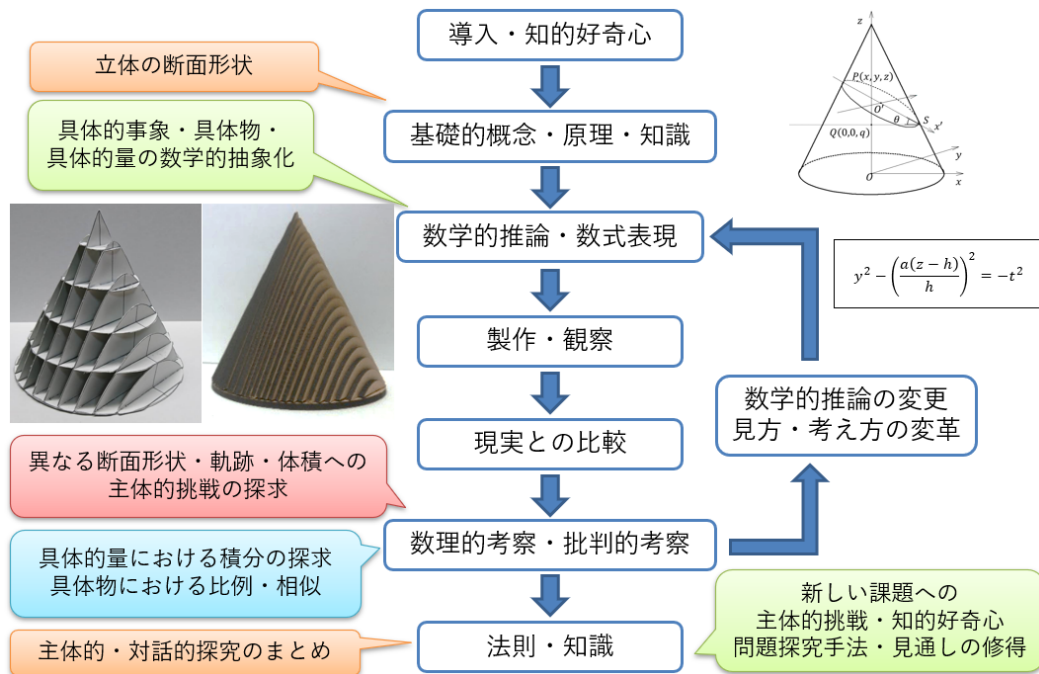 導入・知的好奇心
立体の断面形状
具体的事象・具体物・
具体的量の数学的抽象化
基礎的概念・原理・知識
z
P(x, y, z)
O′
θ
S
x′
Q(0,0,q)
y
O
x
数学的推論・数式表現
y² − (a(z − h)/h)² = −t²
製作・観察
数学的推論の変更
見方・考え方の変革
現実との比較
異なる断面形状・軌跡・体積への
主体的挑戦の探求
数理的考察・批判的考察
具体的量における積分の探求
具体物における比例・相似
新しい課題への
主体的挑戦・知的好奇心
問題探究手法・見通しの修得
法則・知識
主体的・対話的探究のまとめ